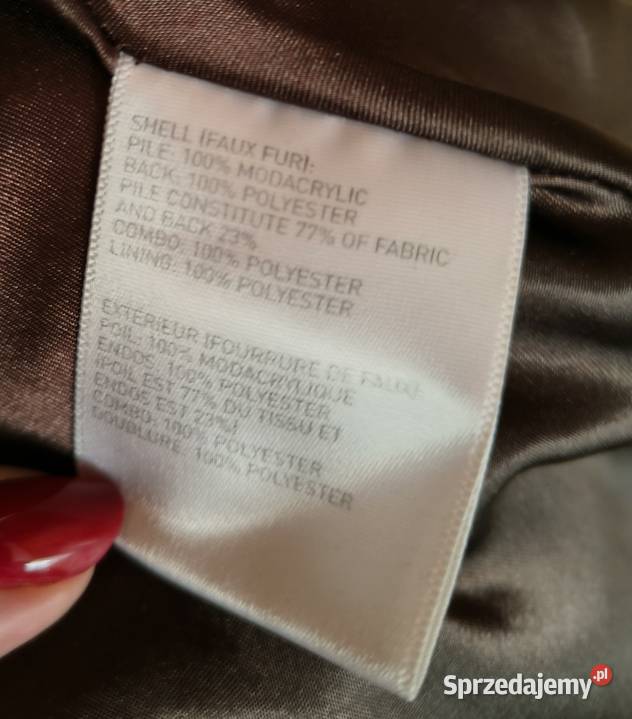 SHELL (FAUX FUR):
PILE: 100% MODACRYLIC
BACK: 100% POLYESTER
PILE CONSTITUTE 77% OF FABRIC
AND BACK 23%
COMBO: 100% POLYESTER
LINING: 100% POLYESTER
EXTERIEUR (FOURRURE DE FAUX):
POIL: 100% MODACRYLIQUE
ENDOS: 100% POLYESTER
(POIL EST 77% DU TISSU ET
ENDOS EST 23%)
COMBO: 100% POLYESTER
DOUBLURE: 100% POLYESTER
Sprzedajemy.pl